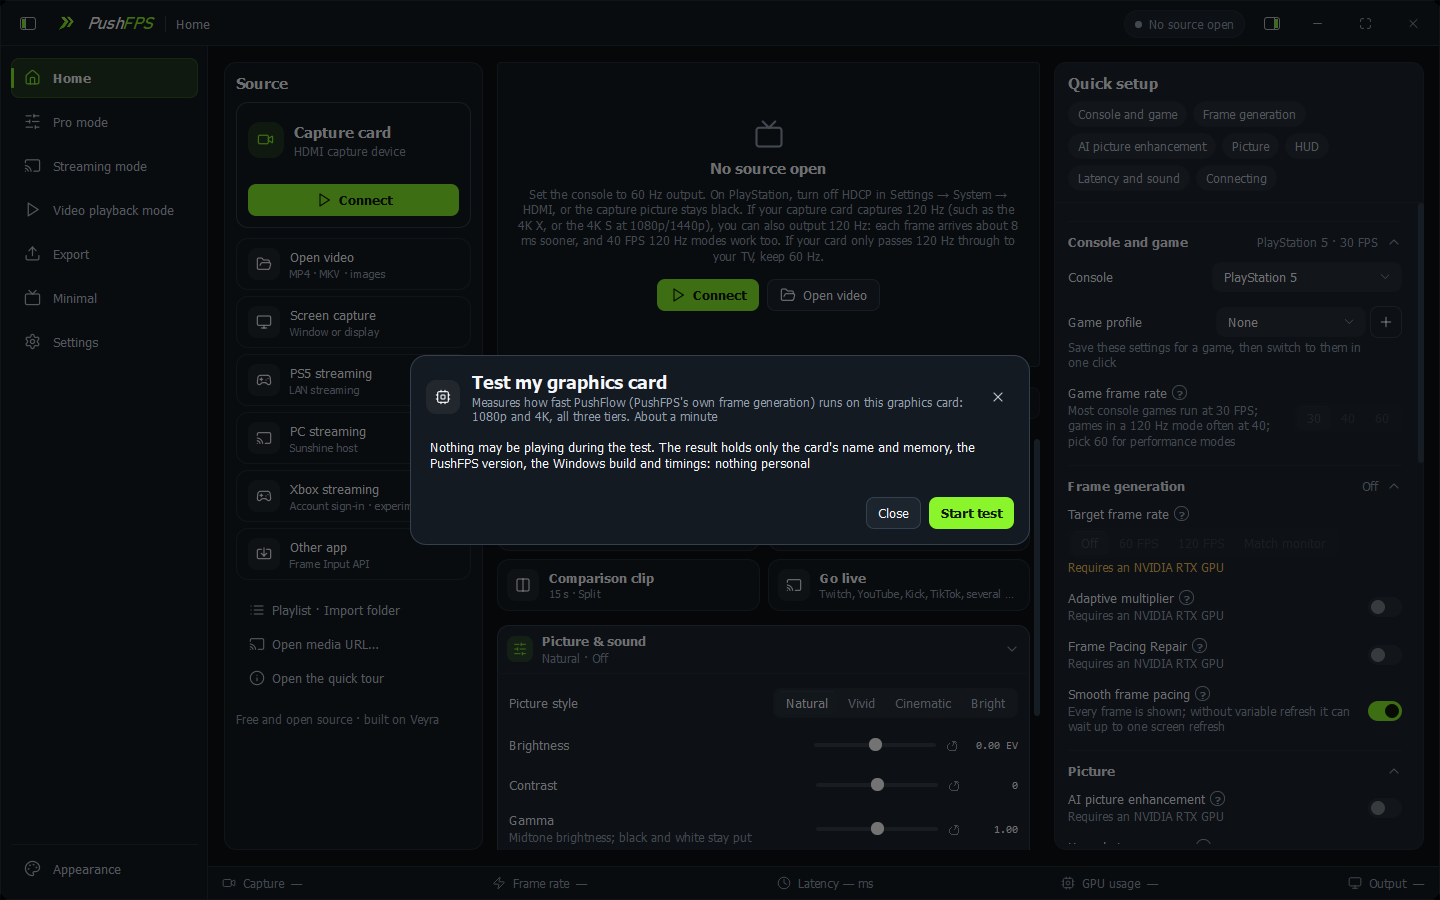 PushFPS
Home
No source open
Home
Pro mode
Streaming mode
Video playback mode
Export
Minimal
Settings
Appearance
Source
Capture card
HDMI capture device
Connect
Open video
MP4 · MKV · images
Screen capture
Window or display
PS5 streaming
LAN streaming
PC streaming
Sunshine host
Xbox streaming
Account sign-in · experim
Other app
Frame Input API
Playlist · Import folder
Open media URL...
Open the quick tour
Free and open source · built on Veyra
No source open
Set the console to 60 Hz output. On PlayStation, turn off HDCP in Settings → System →
HDMI, or the capture picture stays black. If your capture card captures 120 Hz (such as the
4K X, or the 4K S at 1080p/1440p), you can also output 120 Hz: each frame arrives about 8
ms sooner, and 40 FPS 120 Hz modes work too. If your card only passes 120 Hz through to
your TV, keep 60 Hz.
Connect
Open video
Test my graphics card
Measures how fast PushFlow (PushFPS's own frame generation) runs on this graphics card:
1080p and 4K, all three tiers. About a minute
Nothing may be playing during the test. The result holds only the card's name and memory, the
PushFPS version, the Windows build and timings: nothing personal
Close
Start test
Comparison clip
15 s · Split
Go live
Twitch, YouTube, Kick, TikTok, several ...
Picture & sound
Natural · Off
Picture style
Natural
Vivid
Cinematic
Bright
Brightness
0.00 EV
Contrast
0
Gamma
Midtone brightness; black and white stay put
1.00
Quick setup
Console and game
Frame generation
AI picture enhancement
Picture
HUD
Latency and sound
Connecting
Console and game
PlayStation 5 · 30 FPS
Console
PlayStation 5
Game profile
None
Save these settings for a game, then switch to them in
one click
Game frame rate
Most console games run at 30 FPS;
games in a 120 Hz mode often at 40;
pick 60 for performance modes
30
40
60
Frame generation
Off
Target frame rate
Off
60 FPS
120 FPS
Match monitor
Requires an NVIDIA RTX GPU
Adaptive multiplier
Requires an NVIDIA RTX GPU
Frame Pacing Repair
Requires an NVIDIA RTX GPU
Smooth frame pacing
Every frame is shown; without variable refresh it can
wait up to one screen refresh
Picture
AI picture enhancement
Requires an NVIDIA RTX GPU
Capture —
Frame rate —
Latency — ms
GPU usage —
Output —